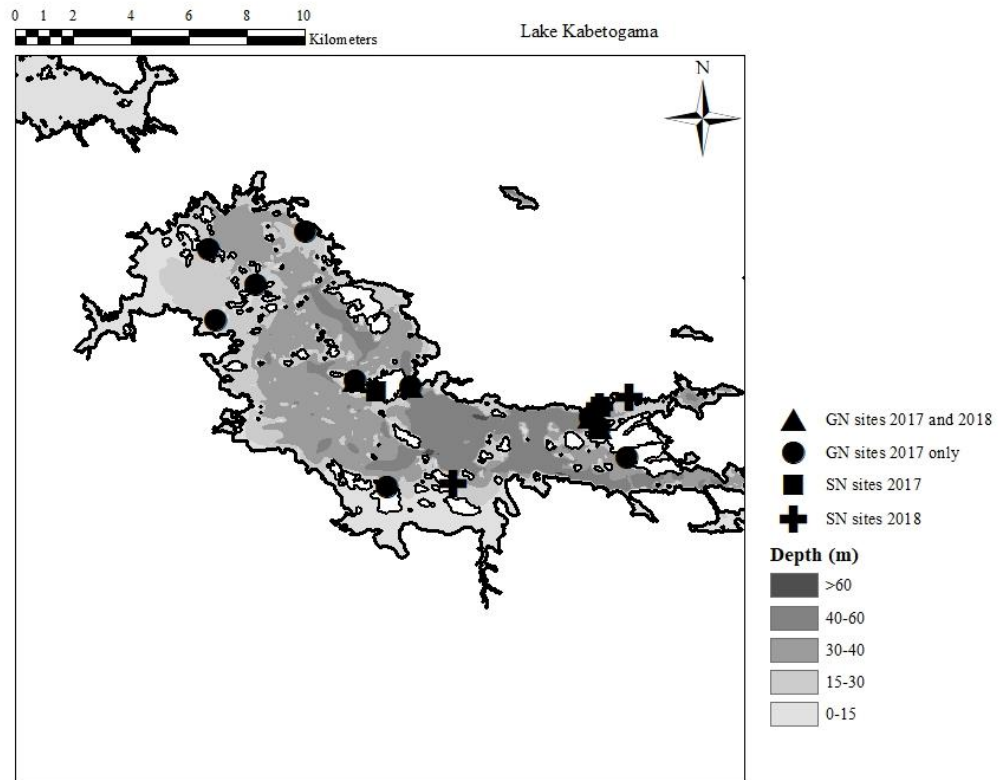 0 1 2 4 6 8 10
Kilometers
Lake Kabetogama
N
GN sites 2017 and 2018
GN sites 2017 only
SN sites 2017
SN sites 2018
Depth (m)
>60
40-60
30-40
15-30
0-15